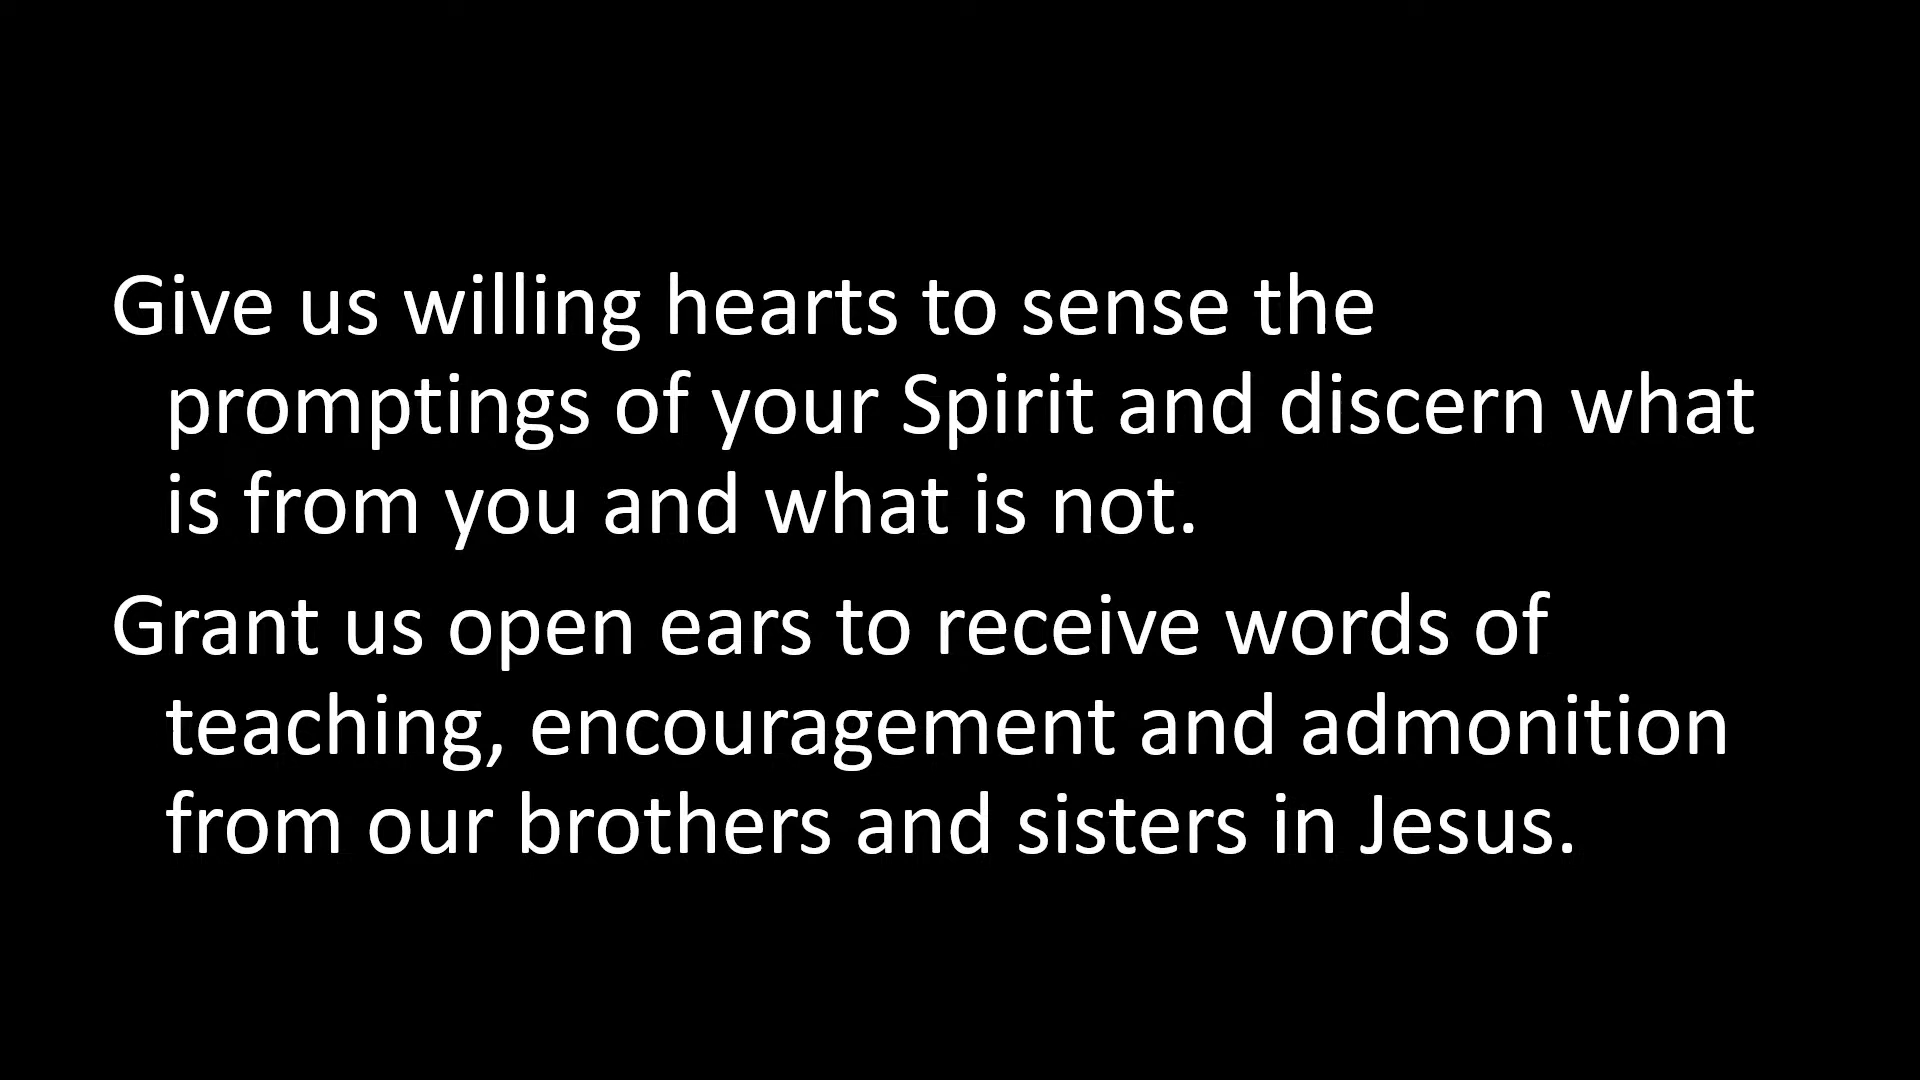 Give us willing hearts to sense the
promptings of your Spirit and discern what
is from you and what is not.
Grant us open ears to receive words of
teaching, encouragement and admonition
from our brothers and sisters in Jesus.